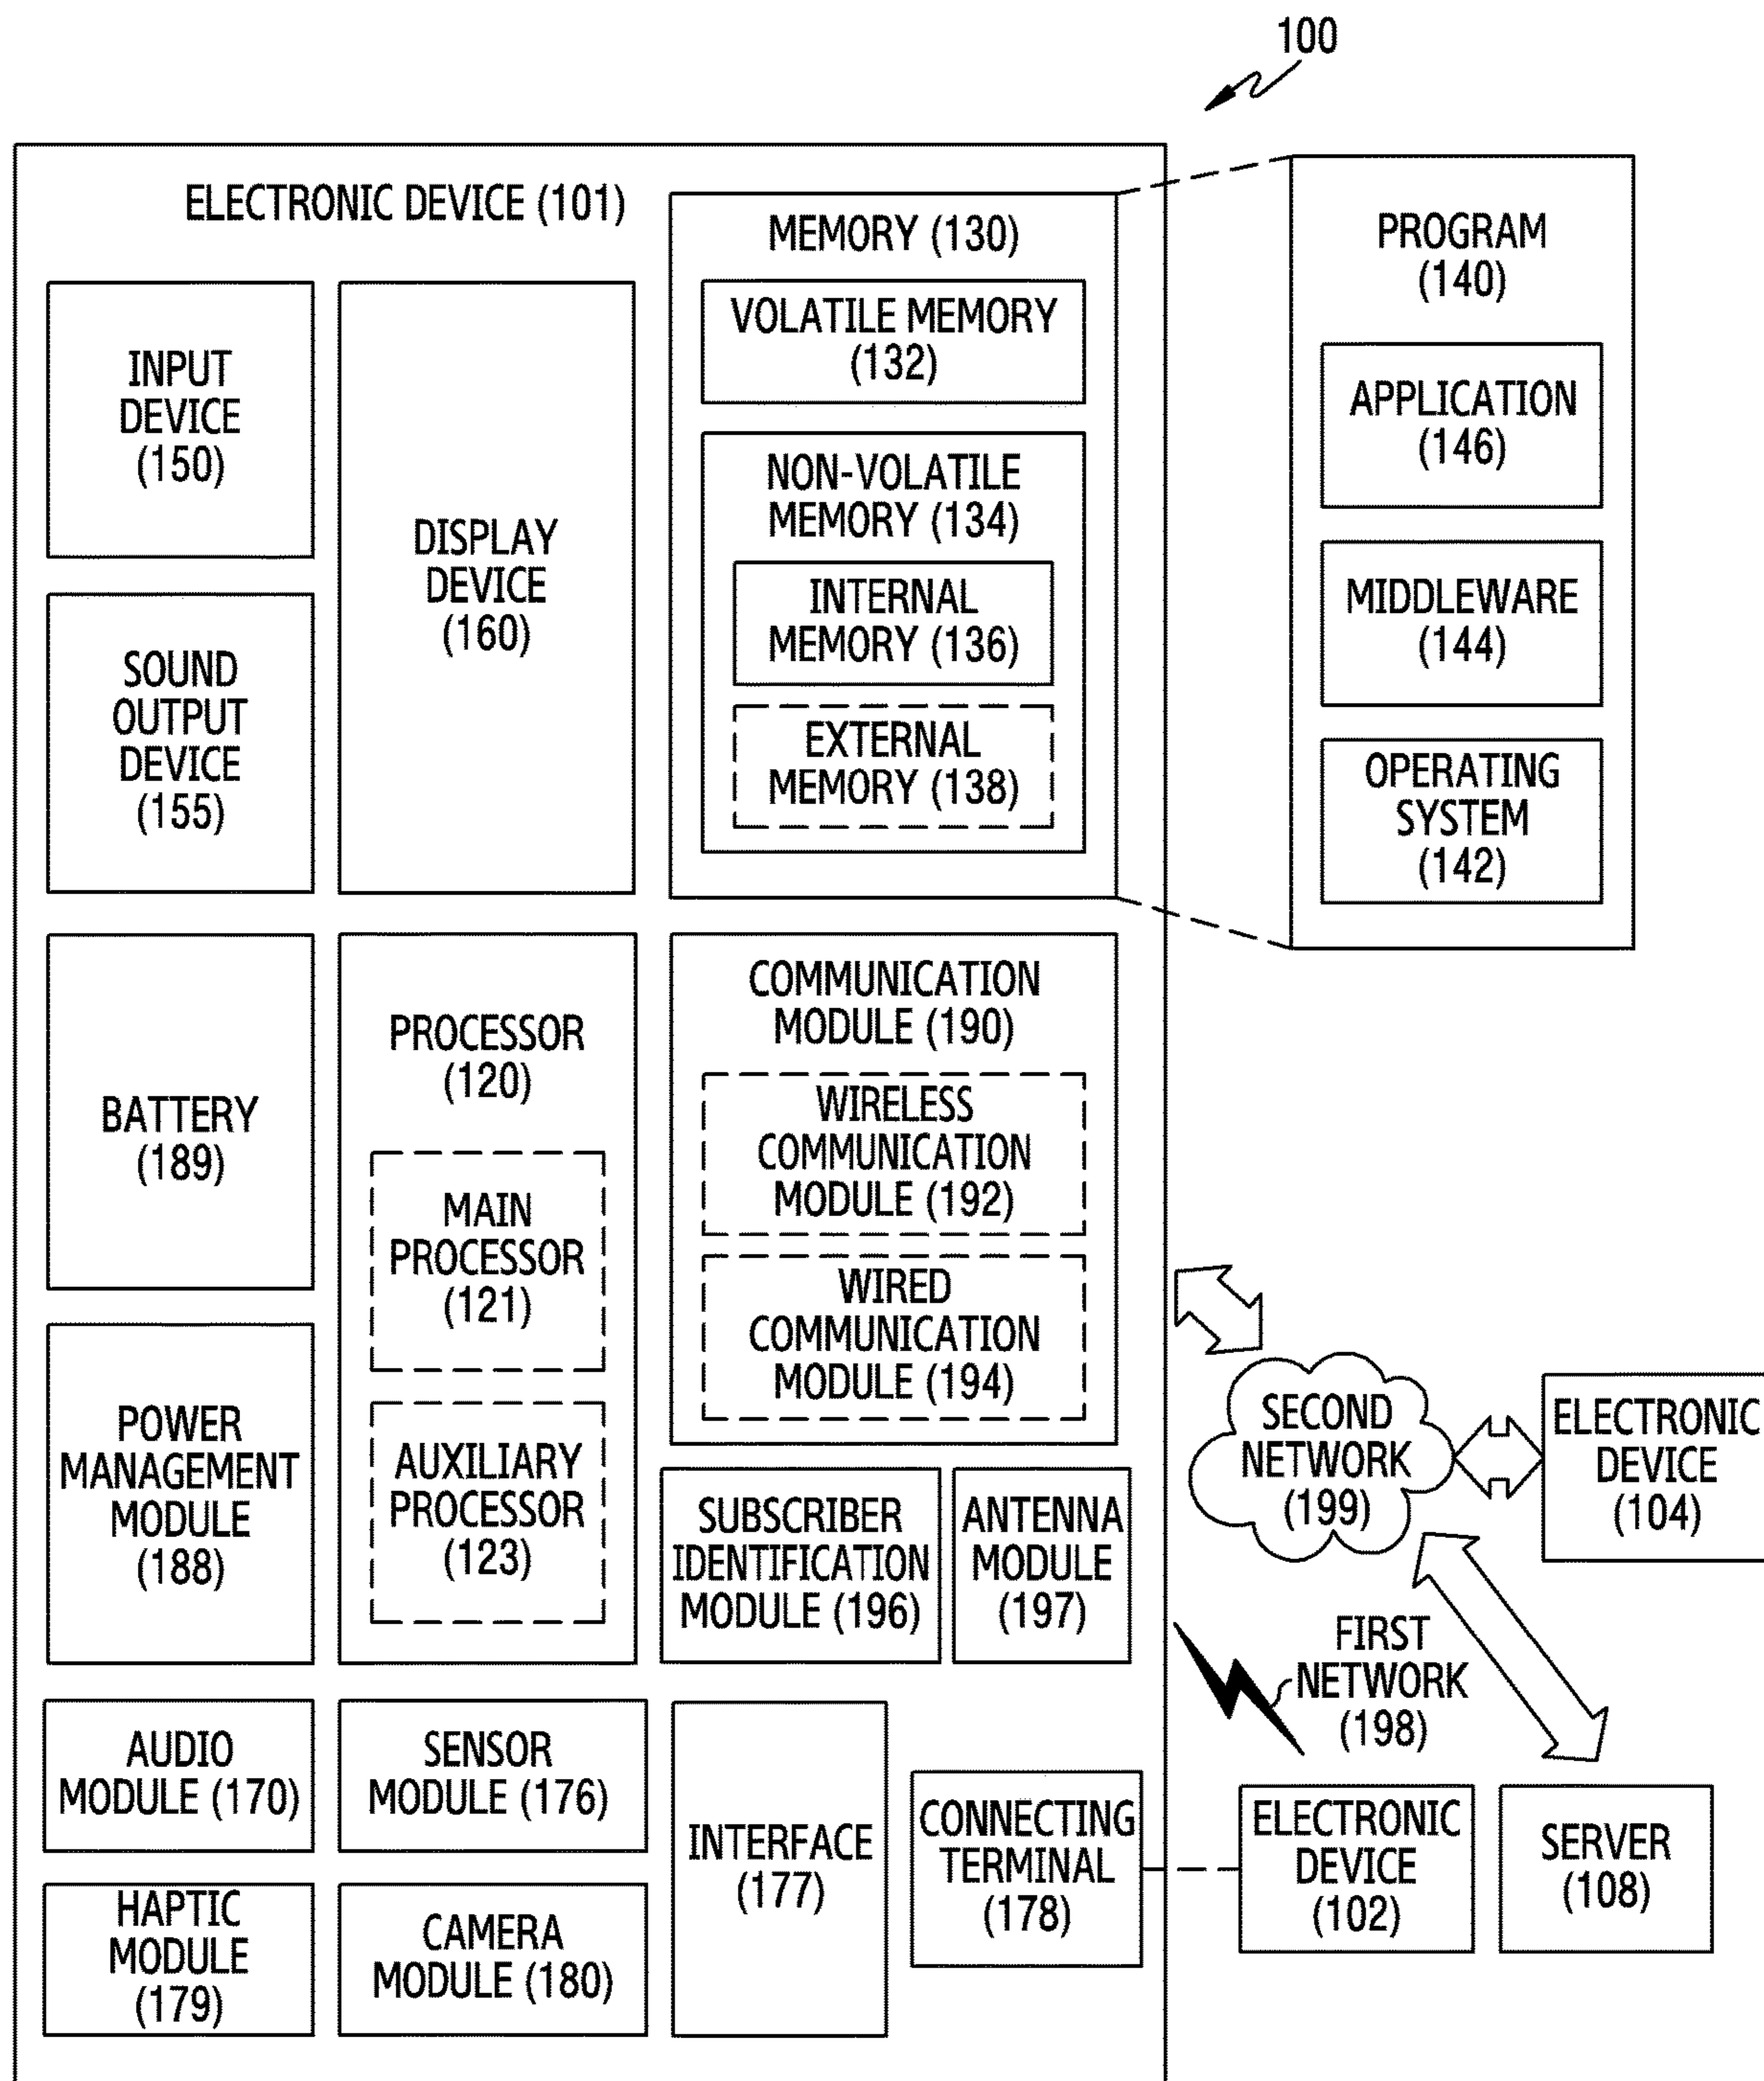 100
ELECTRONIC DEVICE (101)
INPUT
DEVICE
(150)
DISPLAY
DEVICE
(160)
SOUND
OUTPUT
DEVICE
(155)
MEMORY (130)
VOLATILE MEMORY
(132)
NON-VOLATILE
MEMORY (134)
INTERNAL
MEMORY (136)
EXTERNAL
MEMORY (138)
PROGRAM
(140)
APPLICATION
(146)
MIDDLEWARE
(144)
OPERATING
SYSTEM
(142)
BATTERY
(189)
PROCESSOR
(120)
MAIN
PROCESSOR
(121)
AUXILIARY
PROCESSOR
(123)
COMMUNICATION
MODULE (190)
WIRELESS
COMMUNICATION
MODULE (192)
WIRED
COMMUNICATION
MODULE (194)
POWER
MANAGEMENT
MODULE
(188)
SUBSCRIBER
IDENTIFICATION
MODULE (196)
ANTENNA
MODULE
(197)
SECOND
NETWORK
(199)
ELECTRONIC
DEVICE
(104)
FIRST
NETWORK
(198)
AUDIO
MODULE (170)
SENSOR
MODULE (176)
INTERFACE
(177)
CONNECTING
TERMINAL
(178)
ELECTRONIC
DEVICE
(102)
SERVER
(108)
HAPTIC
MODULE
(179)
CAMERA
MODULE (180)